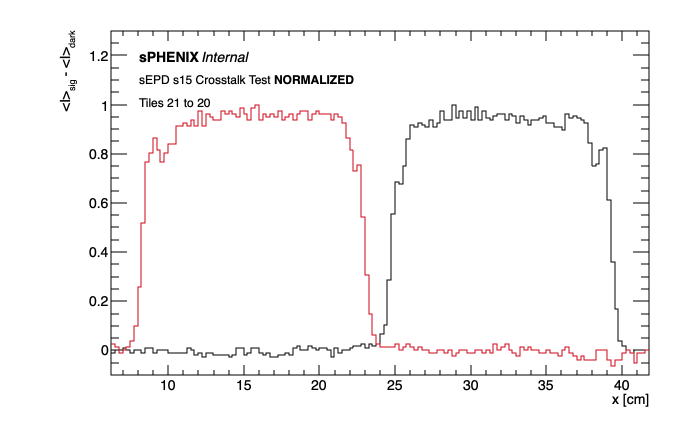 <I>sig - <I>dark
sPHENIX Internal
sEPD s15 Crosstalk Test NORMALIZED
Tiles 21 to 20
1.2
1
0.8
0.6
0.4
0.2
0
10 15 20 25 30 35 40
x [cm]